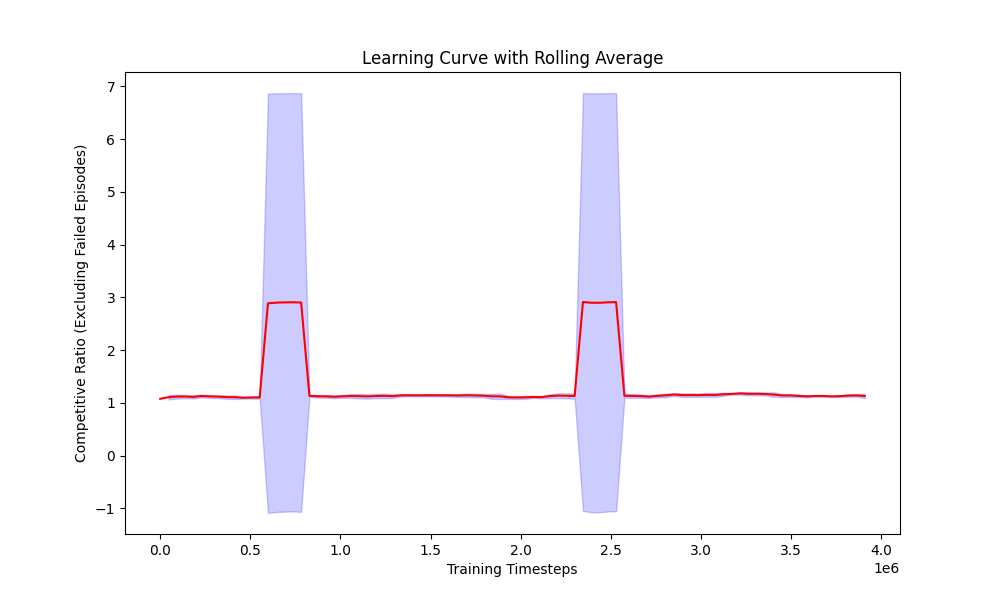 Learning Curve with Rolling Average
Competitive Ratio (Excluding Failed Episodes)
7
6
5
4
3
2
1
0
−1
0.0 0.5 1.0 1.5 2.0 2.5 3.0 3.5 4.0
1e6
Training Timesteps